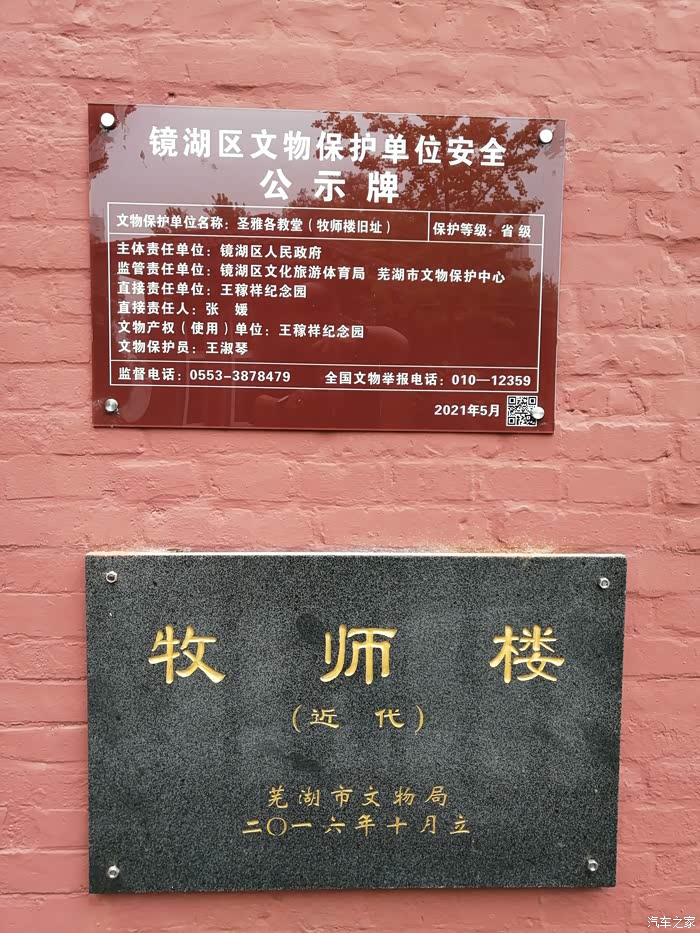 镜湖区文物保护单位安全
公示牌
文物保护单位名称：圣雅各教堂（牧师楼旧址） 保护等级：省 级
主体责任单位：镜湖区人民政府
监管责任单位：镜湖区文化旅游体育局 芜湖市文物保护中心
直接责任单位：王稼祥纪念园
直接责任人：张 媛
文物产权（使用）单位：王稼祥纪念园
文物保护员：王淑琴
监督电话：0553-3878479 全国文物举报电话：010—12359
2021年5月
牧师楼
（近代）
芜湖市文物局
二〇一六年十月立
汽车之家